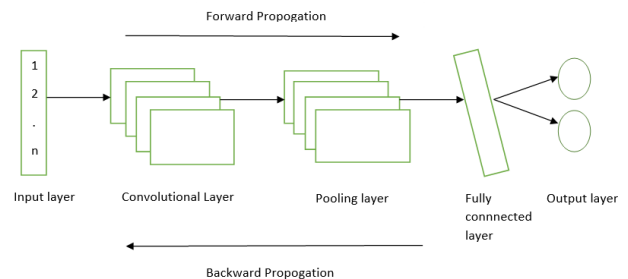 Forward Propogation
1
2
.
n
Input layer
Convolutional Layer
Pooling layer
Fully
connnected
layer
Output layer
Backward Propogation